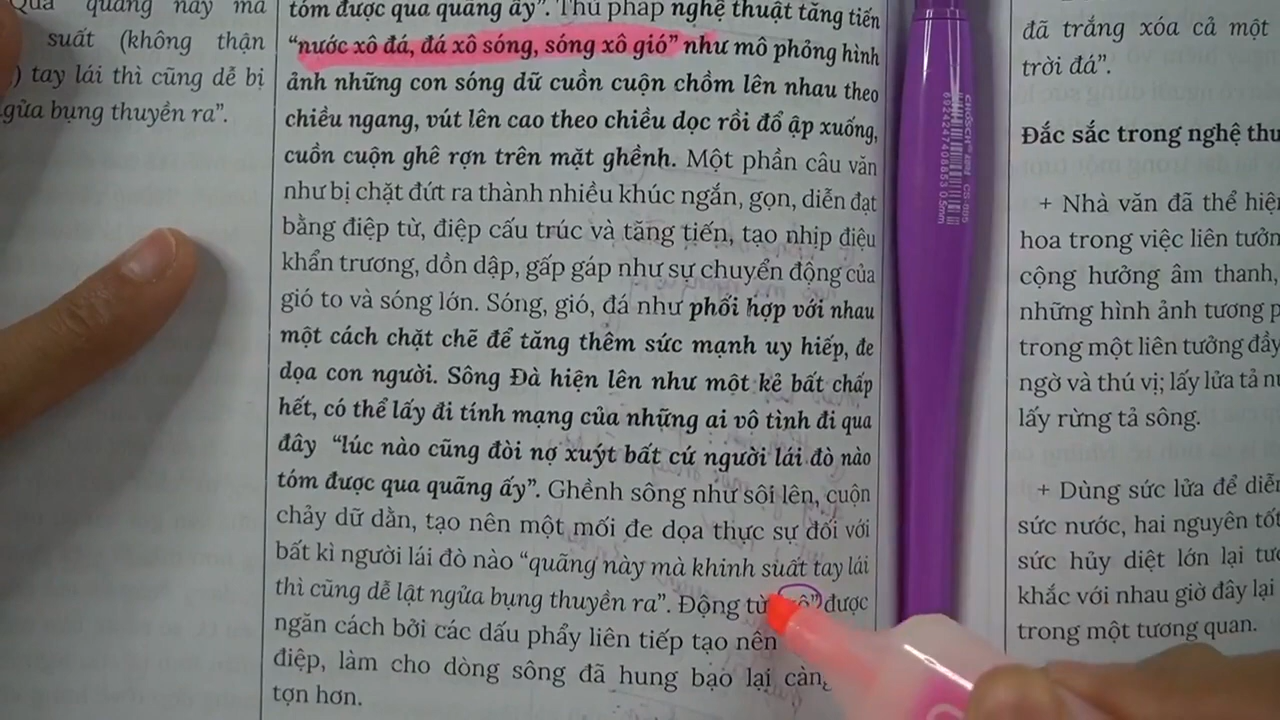 quãng này mà
suất (không thận
) tay lái thì cũng dễ bị
ngửa bụng thuyền ra”.
tóm được qua quãng ấy”. Thủ pháp nghệ thuật tăng tiến
“nước xô đá, đá xô sóng, sóng xô gió” như mô phỏng hình
ảnh những con sóng dữ cuồn cuộn chồm lên nhau theo
chiều ngang, vút lên cao theo chiều dọc rồi đổ ập xuống,
cuồn cuộn ghê rợn trên mặt ghềnh. Một phần câu văn
như bị chặt đứt ra thành nhiều khúc ngắn, gọn, diễn đạt
bằng điệp từ, điệp cấu trúc và tăng tiến, tạo nhịp điệu
khẩn trương, dồn dập, gấp gáp như sự chuyển động của
gió to và sóng lớn. Sóng, gió, đá như phối hợp với nhau
một cách chặt chẽ để tăng thêm sức mạnh uy hiếp, đe
dọa con người. Sông Đà hiện lên như một kẻ bất chấp
hết, có thể lấy đi tính mạng của những ai vô tình đi qua
đây “lúc nào cũng đòi nợ xuýt bất cứ người lái đò nào
tóm được qua quãng ấy”. Ghềnh sông như sôi lên, cuộn
chảy dữ dằn, tạo nên một mối đe dọa thực sự đối với
bất kì người lái đò nào “quãng này mà khinh suất tay lái
thì cũng dễ lật ngửa bụng thuyền ra”. Động từ được
ngăn cách bởi các dấu phẩy liên tiếp tạo nên
điệp, làm cho dòng sông đã hung bạo lại
tợn hơn.
CHOSCH
CS-885
6924247408653 0.5mm
đã trắng xóa cả một
trời đá”.
Đắc sắc trong nghệ
+ Nhà văn đã thể
hoa trong việc liên
cộng hưởng âm thanh,
những hình ảnh tương
trong một liên tưởng đầy
ngờ và thú vị; lấy lửa tả
lấy rừng tả sông.
+ Dùng sức lửa để
sức nước, hai nguyên
sức hủy diệt lớn lại
khắc với nhau giờ đây lại
trong một tương quan.